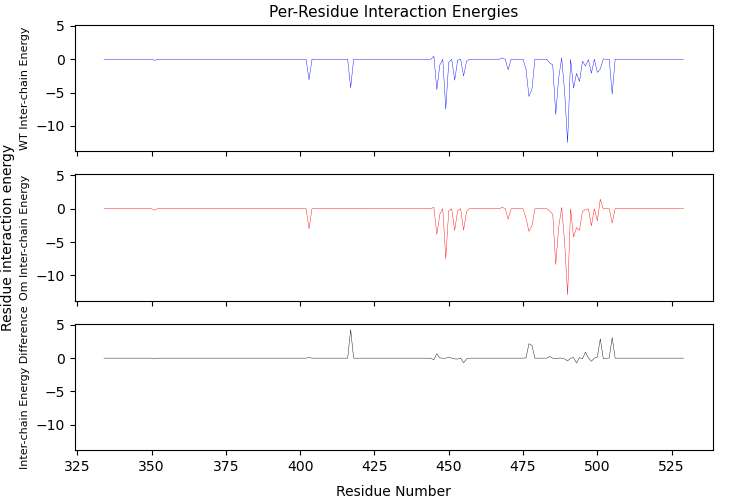 Per-Residue Interaction Energies
Residue interaction energy
WT Inter-chain Energy
5
0
−5
−10
Om Inter-chain Energy
5
0
−5
−10
Inter-chain Energy Difference
5
0
−5
−10
325 350 375 400 425 450 475 500 525
Residue Number